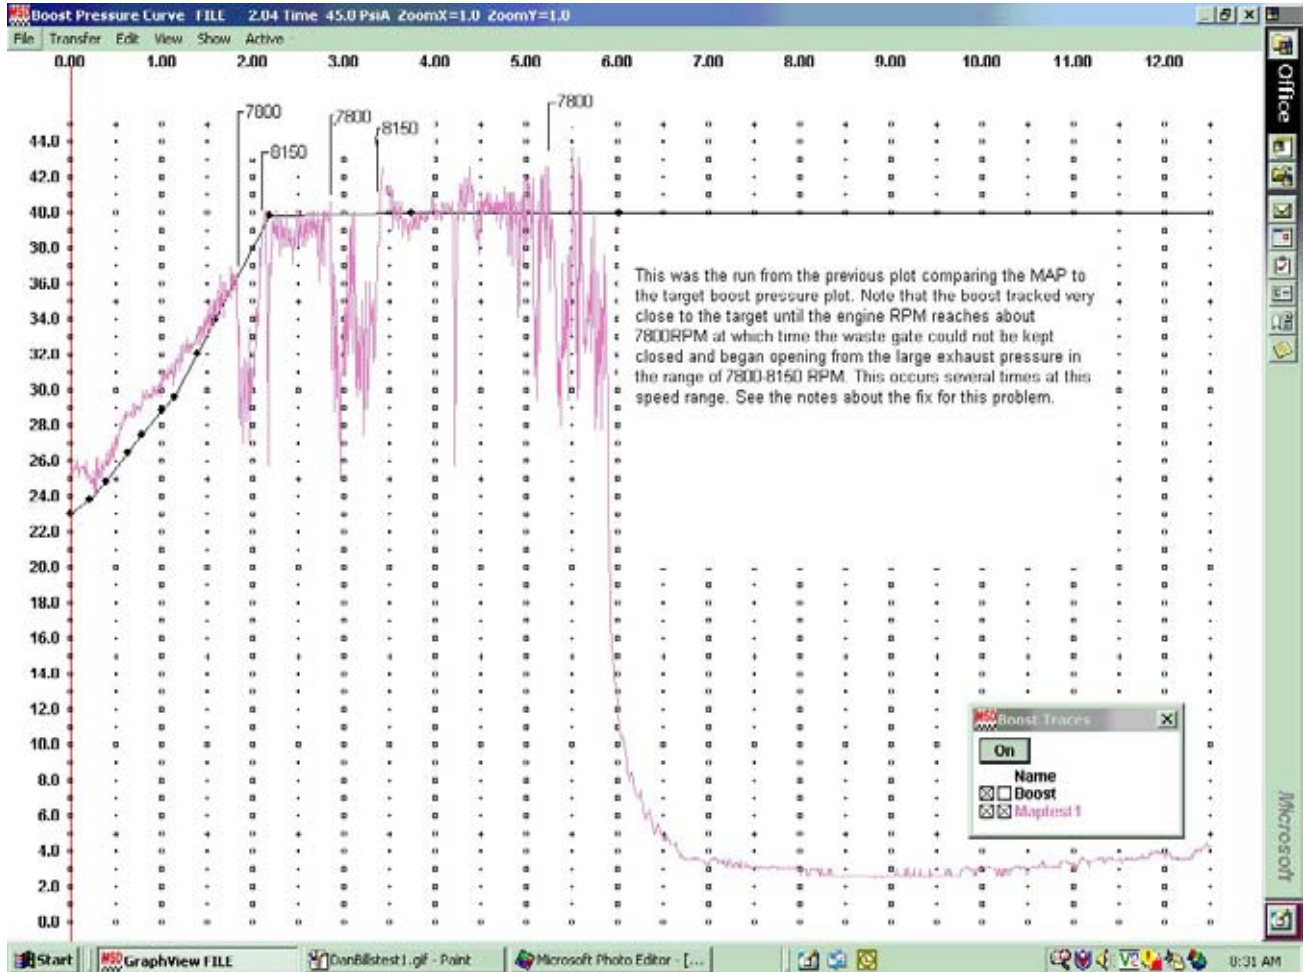 MSD Boost Pressure Curve FILE 2.04 Time 45.0 PsiA ZoomX=1.0 ZoomY=1.0
File Transfer Edit View Show Active
0.00 1.00 2.00 3.00 4.00 5.00 6.00 7.00 8.00 9.00 10.00 11.00 12.00
Office
7800
7800
7800
8150
8150
44.0
42.0
40.0
38.0
36.0
34.0
32.0
30.0
28.0
26.0
24.0
22.0
20.0
18.0
16.0
14.0
12.0
10.0
8.0
6.0
4.0
2.0
0.0
This was the run from the previous plot comparing the MAP to
the target boost pressure plot. Note that the boost tracked very
close to the target until the engine RPM reaches about
7800RPM at which time the waste gate could not be kept
closed and began opening from the large exhaust pressure in
the range of 7800-8150 RPM. This occurs several times at this
speed range. See the notes about the fix for this problem.
MSD Boost Traces
On
Name
Boost
Maptest1
Microsoft
Start MSD GraphView FILE DanBillstest1.gif - Paint Microsoft Photo Editor - [... 8:31 AM